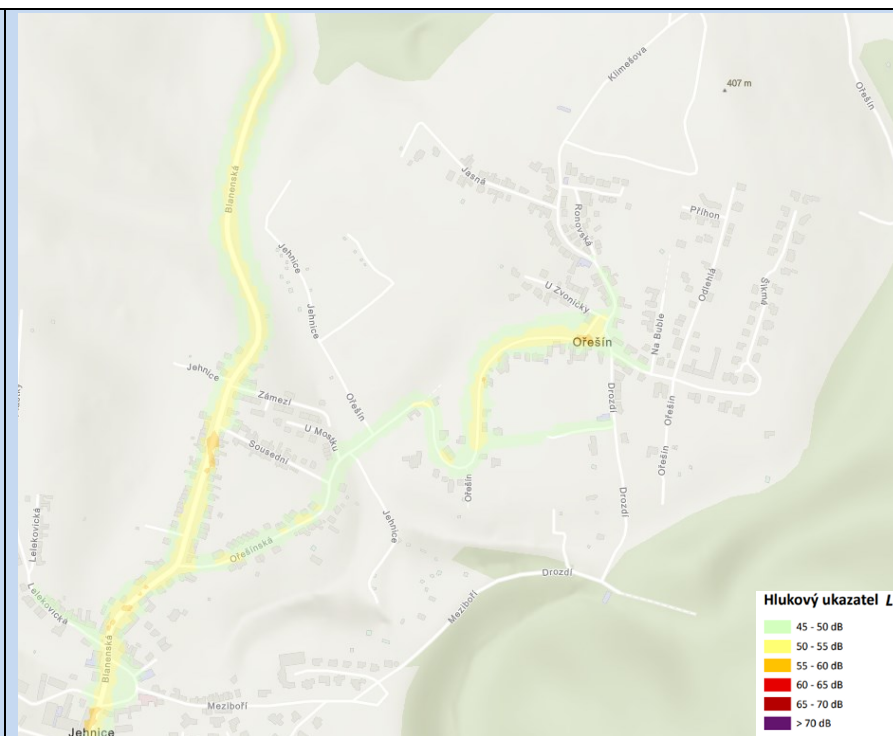 Klimešova
407 m
Ořešín
Blanenská
Jasná
Ronovská
Příhon
Jehnice
Jehnice
U Zvoničky
Odlehlá
Šikmá
Na Buble
Ořešín
Jehnice
Zámezí
Ořešín
U Mostku
Sousední
Drozdí
Ořešín
Ořešín
Ořešín
Lelekovická
Jehnice
Drozdí
Ořešínská
Drozdí
Lelekovická
Meziboří
Blanenská
Meziboří
Jehnice
Hlukový ukazatel L
45 - 50 dB
50 - 55 dB
55 - 60 dB
60 - 65 dB
65 - 70 dB
> 70 dB